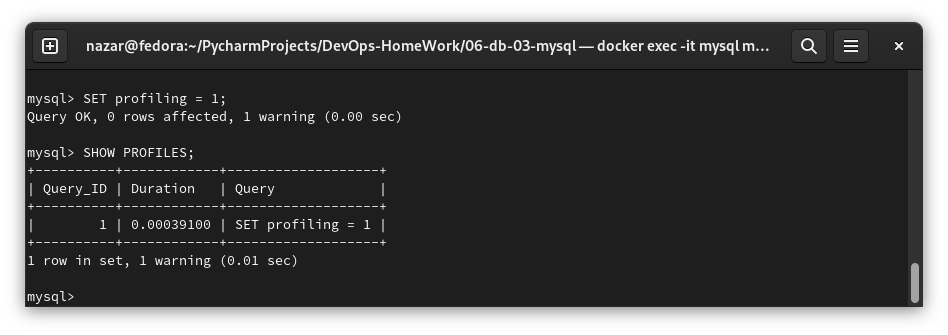 nazar@fedora:~/PycharmProjects/DevOps-HomeWork/06-db-03-mysql — docker exec -it mysql m...
mysql> SET profiling = 1;
Query OK, 0 rows affected, 1 warning (0.00 sec)
mysql> SHOW PROFILES;
+----------+------------+-------------------+
| Query_ID | Duration   | Query             |
+----------+------------+-------------------+
|        1 | 0.00039100 | SET profiling = 1 |
+----------+------------+-------------------+
1 row in set, 1 warning (0.01 sec)
mysql>